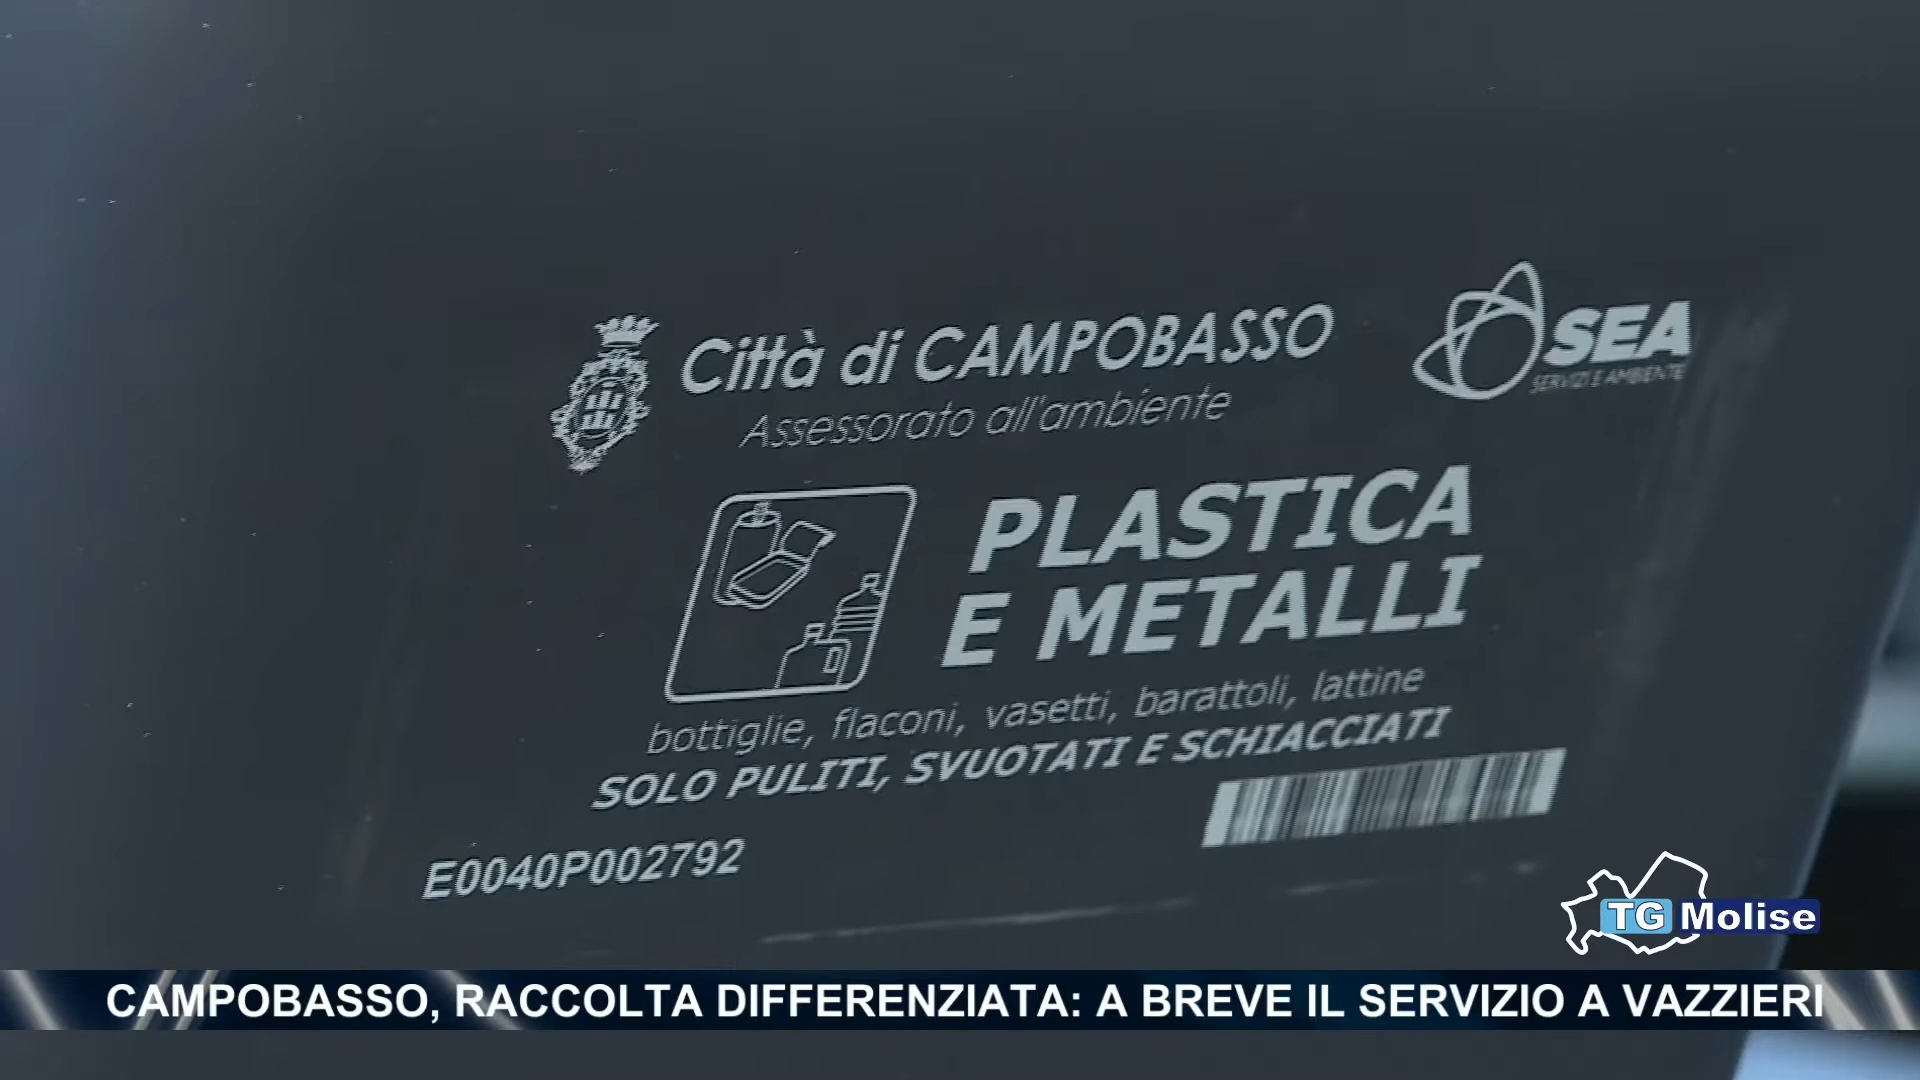 Città di CAMPOBASSO
Assessorato all'ambiente
SEA
SERVIZI E AMBIENTE
PLASTICA
E METALLI
bottiglie, flaconi, vasetti, barattoli, lattine
SOLO PULITI, SVUOTATI E SCHIACCIATI
E0040P002792
TG Molise
CAMPOBASSO, RACCOLTA DIFFERENZIATA: A BREVE IL SERVIZIO A VAZZIERI